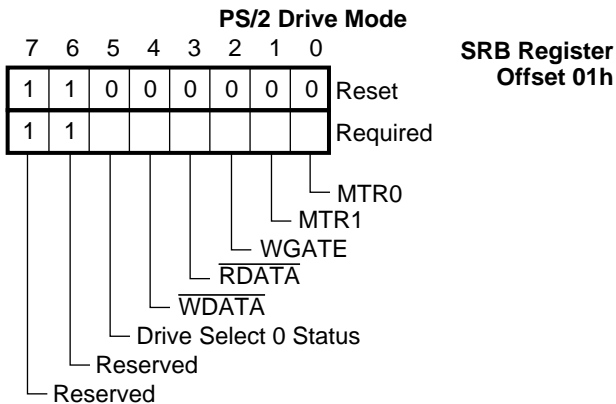 PS/2 Drive Mode
7 6 5 4 3 2 1 0
SRB Register
Offset 01h
1 1 0 0 0 0 0 0 Reset
1 1 Required
MTR0
MTR1
WGATE
RDATA
WDATA
Drive Select 0 Status
Reserved
Reserved